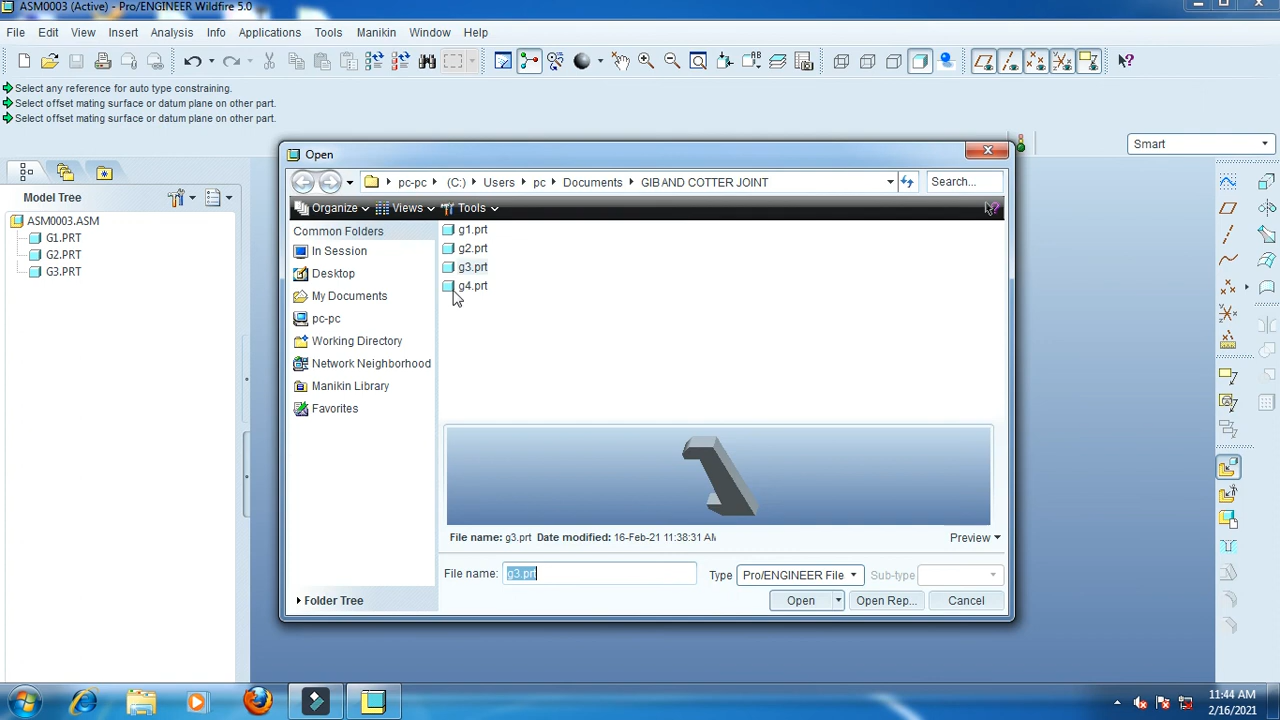 ASM0003 (Active) - Pro/ENGINEER Wildfire 5.0
File Edit View Insert Analysis Info Applications Tools Manikin Window Help
Select any reference for auto type constraining.
Select offset mating surface or datum plane on other part.
Select offset mating surface or datum plane on other part.
Smart
Model Tree
ASM0003.ASM
G1.PRT
G2.PRT
G3.PRT
Open
pc-pc (C:) Users pc Documents GIB AND COTTER JOINT Search...
Organize Views Tools
Common Folders
In Session
Desktop
My Documents
pc-pc
Working Directory
Network Neighborhood
Manikin Library
Favorites
Folder Tree
g1.prt
g2.prt
g3.prt
g4.prt
File name: g3.prt Date modified: 16-Feb-21 11:38:31 AM
Preview
File name: g3.prt Type Pro/ENGINEER File Sub-type
Open Open Rep... Cancel
11:44 AM
2/16/2021